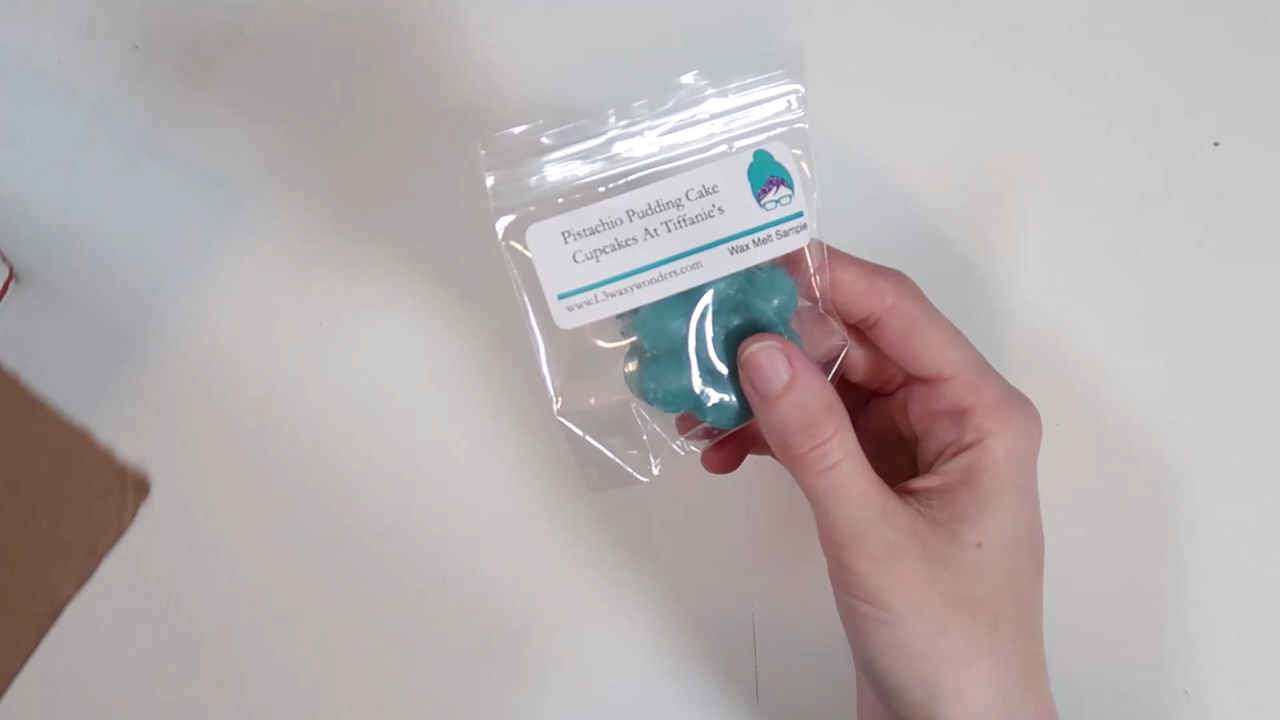 Pistachio Pudding Cake
Cupcakes At Tiffanie's
Wax Melt Sample
www.L3waxywonders.com